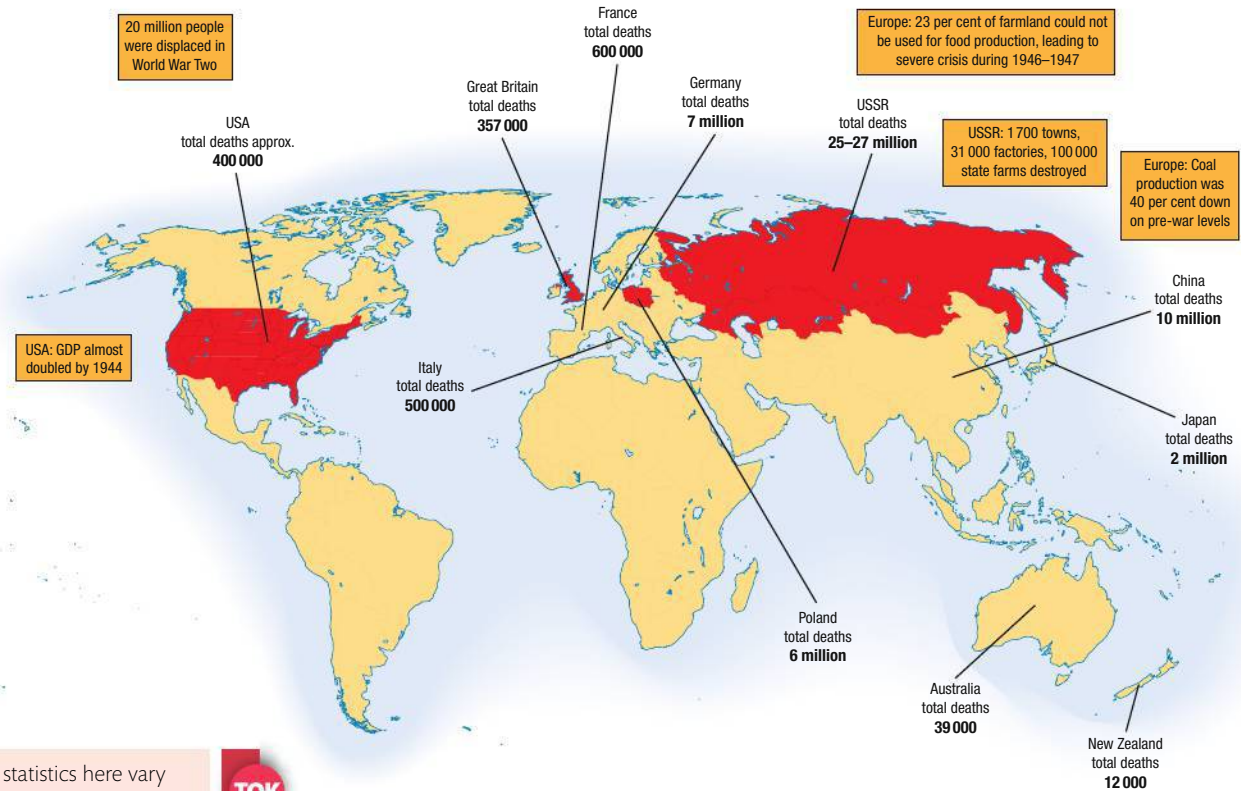 20 million people
were displaced in
World War Two
France
total deaths
600 000
Europe: 23 per cent of farmland could not
be used for food production, leading to
severe crisis during 1946–1947
Great Britain
total deaths
357 000
Germany
total deaths
7 million
USSR
total deaths
25–27 million
USA
total deaths approx.
400 000
USSR: 1 700 towns,
31 000 factories, 100 000
state farms destroyed
Europe: Coal
production was
40 per cent down
on pre-war levels
China
total deaths
10 million
USA: GDP almost
doubled by 1944
Italy
total deaths
500 000
Japan
total deaths
2 million
Poland
total deaths
6 million
Australia
total deaths
39 000
New Zealand
total deaths
12 000
statistics here vary
TOK